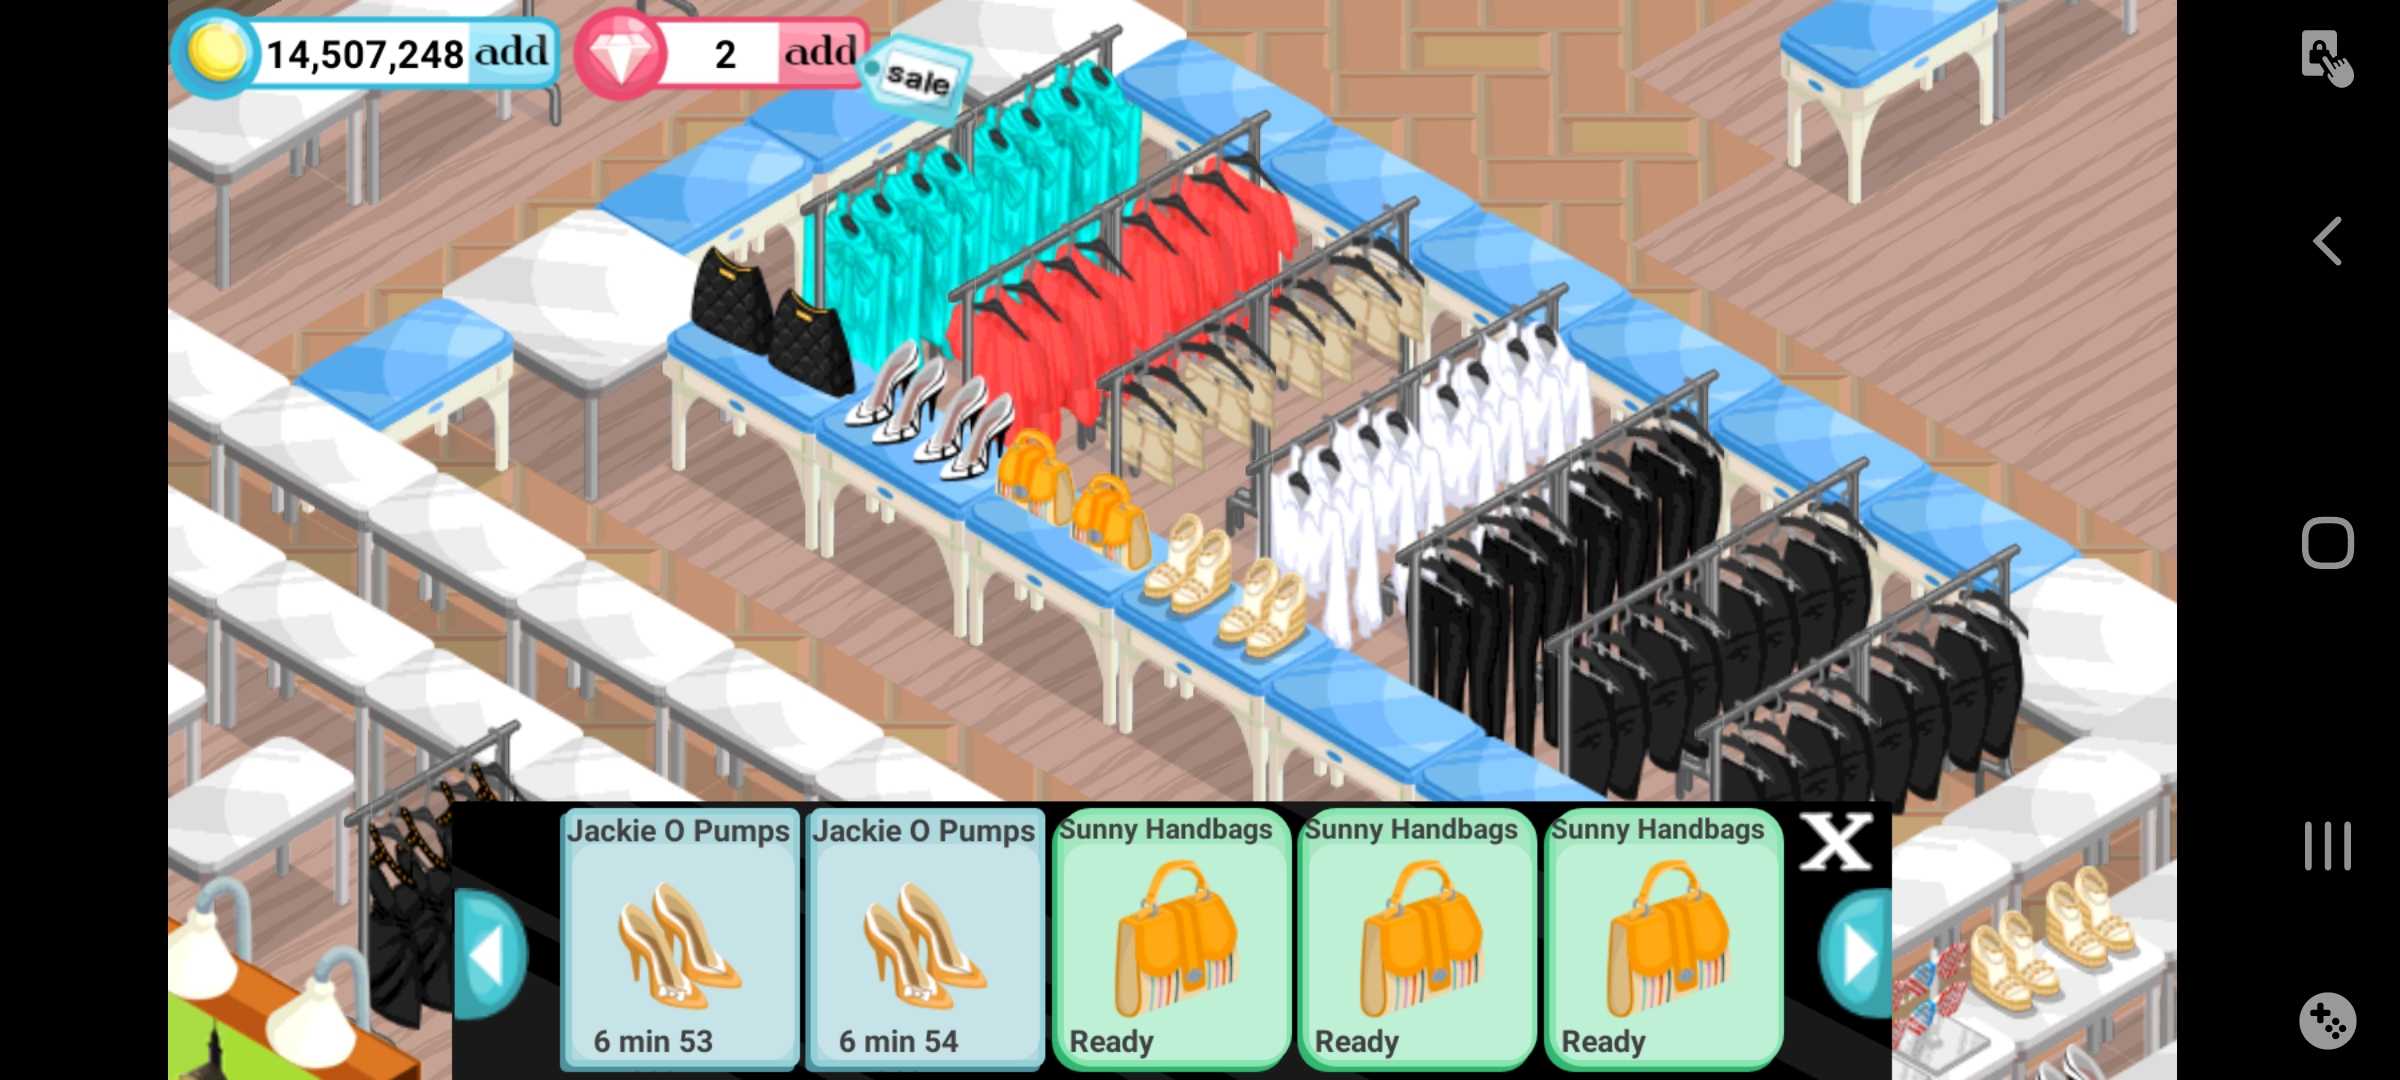 14,507,248 add
2 add
sale
Jackie O Pumps
6 min 53
Jackie O Pumps
6 min 54
Sunny Handbags
Ready
Sunny Handbags
Ready
Sunny Handbags
Ready
X